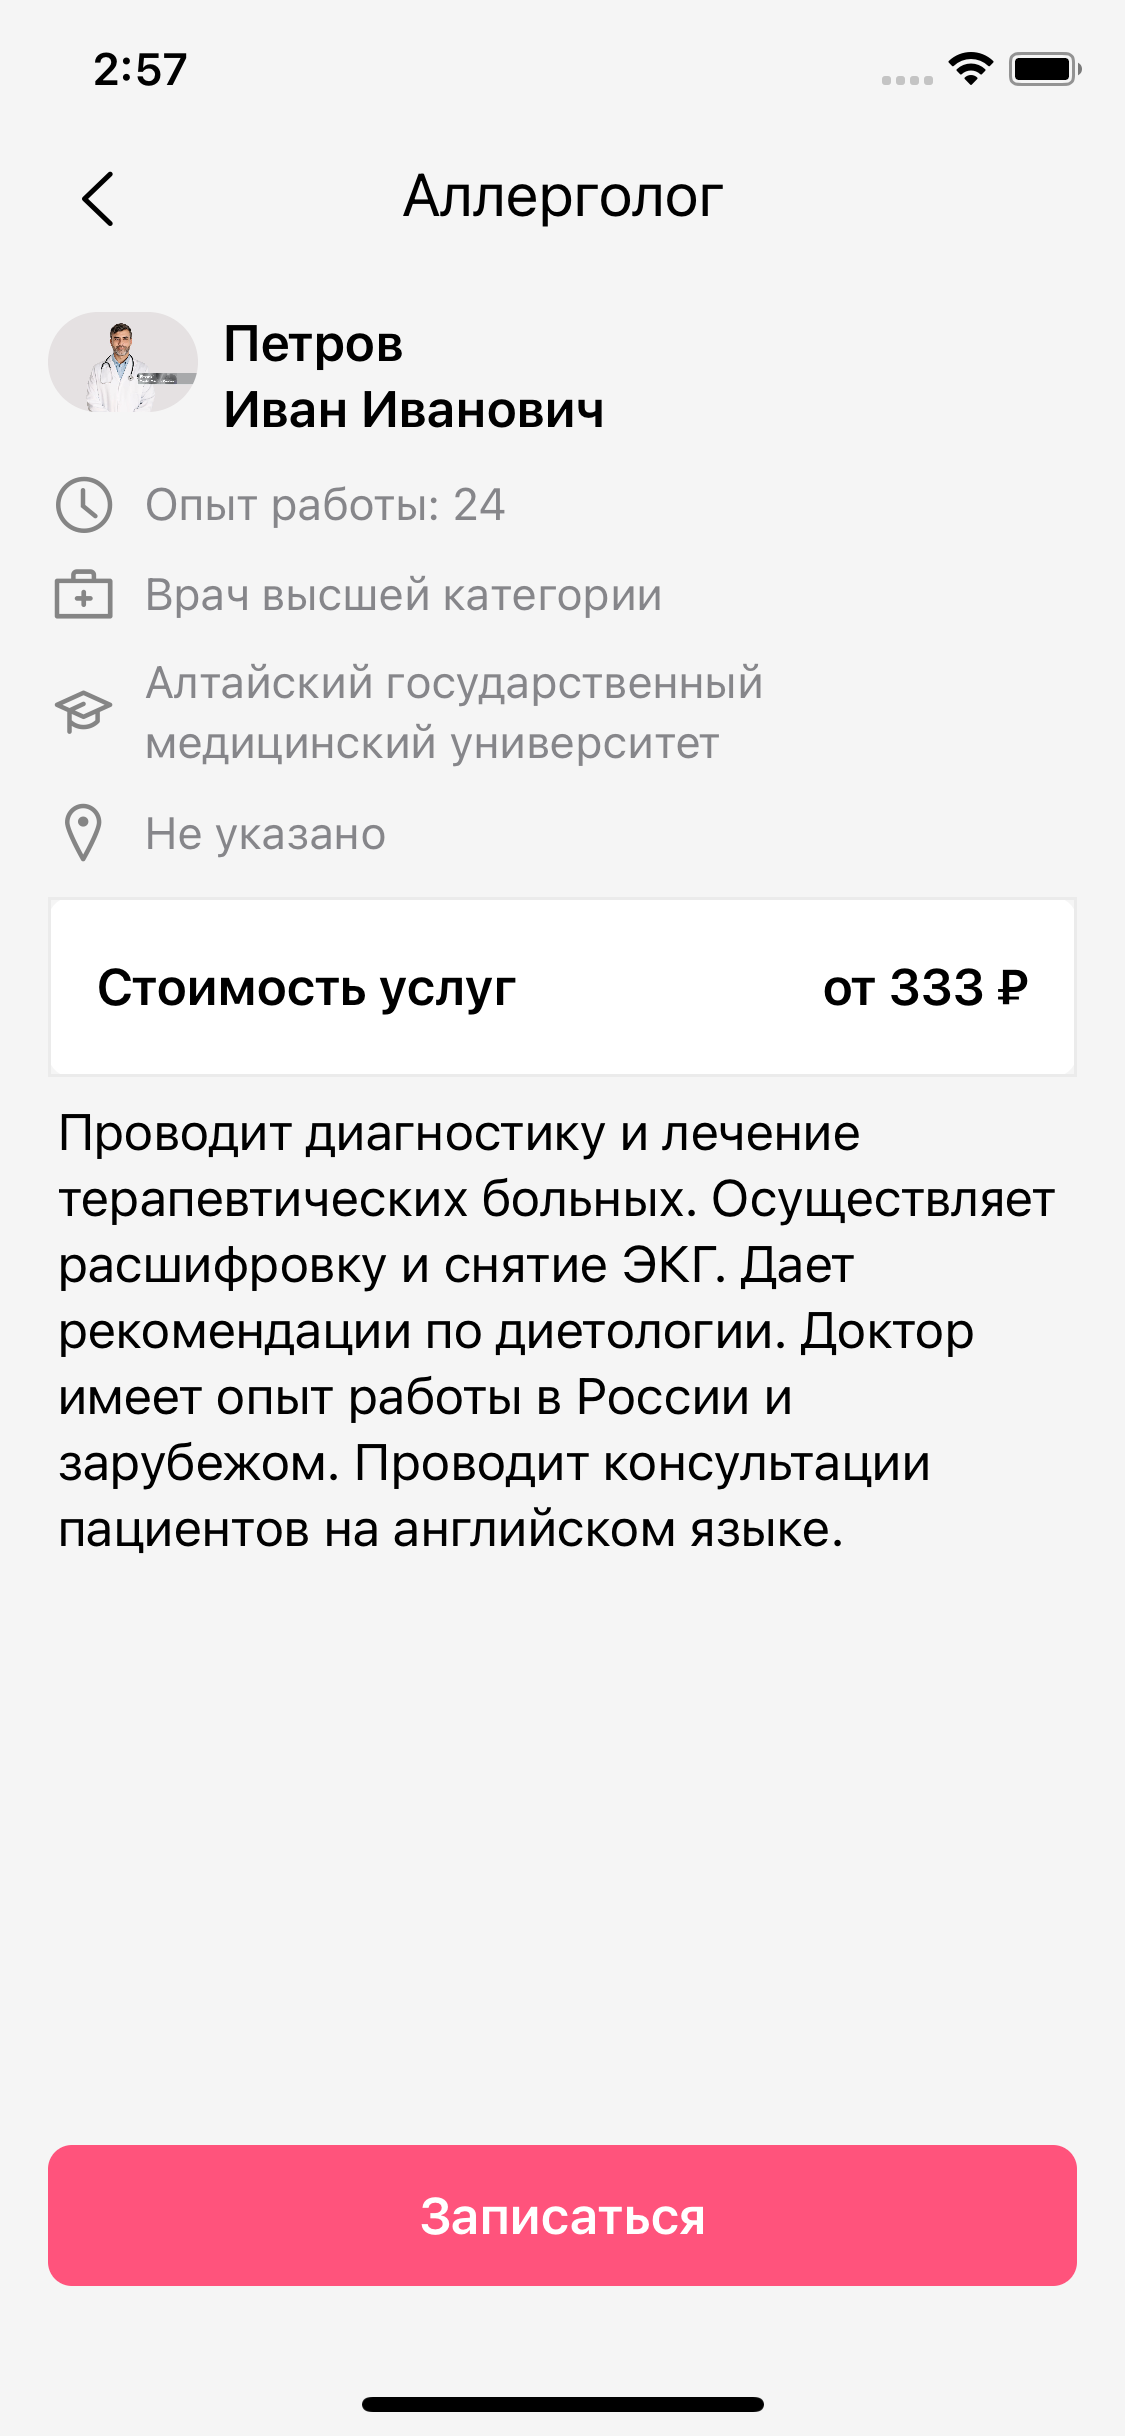 2:57
Аллерголог
Петров
Иван Иванович
Опыт работы: 24
Врач высшей категории
Алтайский государственный
медицинский университет
Не указано
Стоимость услуг от 333 ₽
Проводит диагностику и лечение
терапевтических больных. Осуществляет
расшифровку и снятие ЭКГ. Дает
рекомендации по диетологии. Доктор
имеет опыт работы в России и
зарубежом. Проводит консультации
пациентов на английском языке.
Записаться